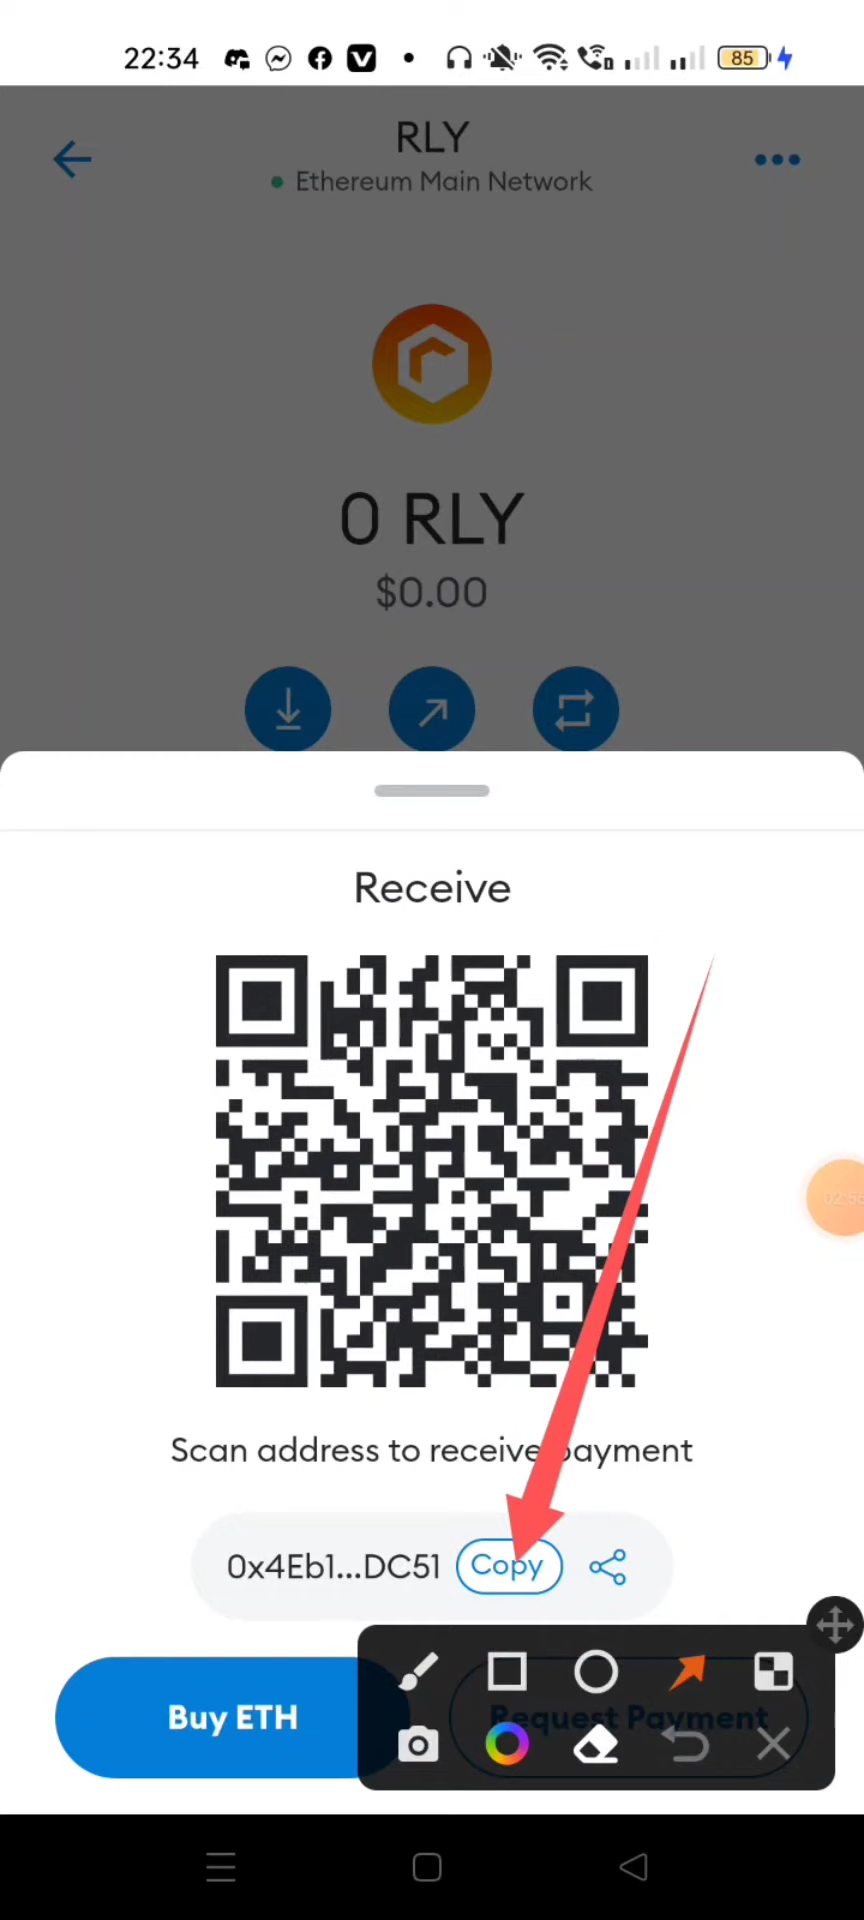 22:34
85
RLY
Ethereum Main Network
0 RLY
$0.00
Receive
Scan address to receive payment
0x4Eb1...DC51 Copy
Buy ETH
Request Payment